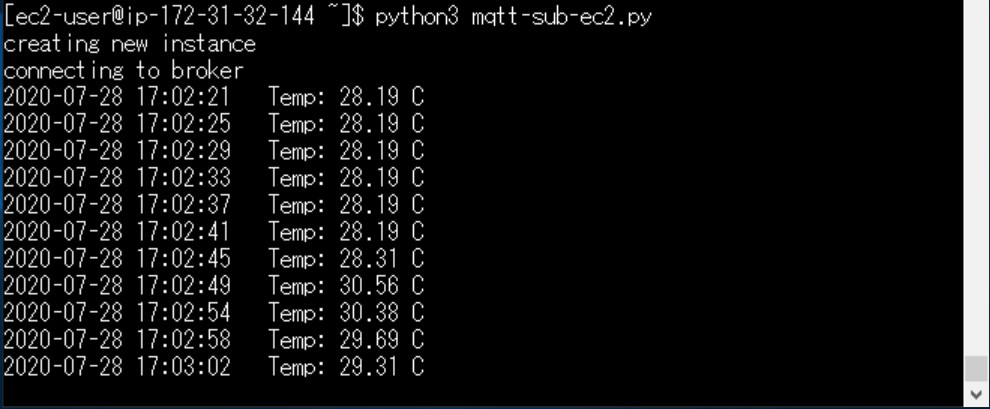 [ec2-user@ip-172-31-32-144 ~]$ python3 mqtt-sub-ec2.py
creating new instance
connecting to broker
2020-07-28 17:02:21   Temp: 28.19 C
2020-07-28 17:02:25   Temp: 28.19 C
2020-07-28 17:02:29   Temp: 28.19 C
2020-07-28 17:02:33   Temp: 28.19 C
2020-07-28 17:02:37   Temp: 28.19 C
2020-07-28 17:02:41   Temp: 28.19 C
2020-07-28 17:02:45   Temp: 28.31 C
2020-07-28 17:02:49   Temp: 30.56 C
2020-07-28 17:02:54   Temp: 30.38 C
2020-07-28 17:02:58   Temp: 29.69 C
2020-07-28 17:03:02   Temp: 29.31 C